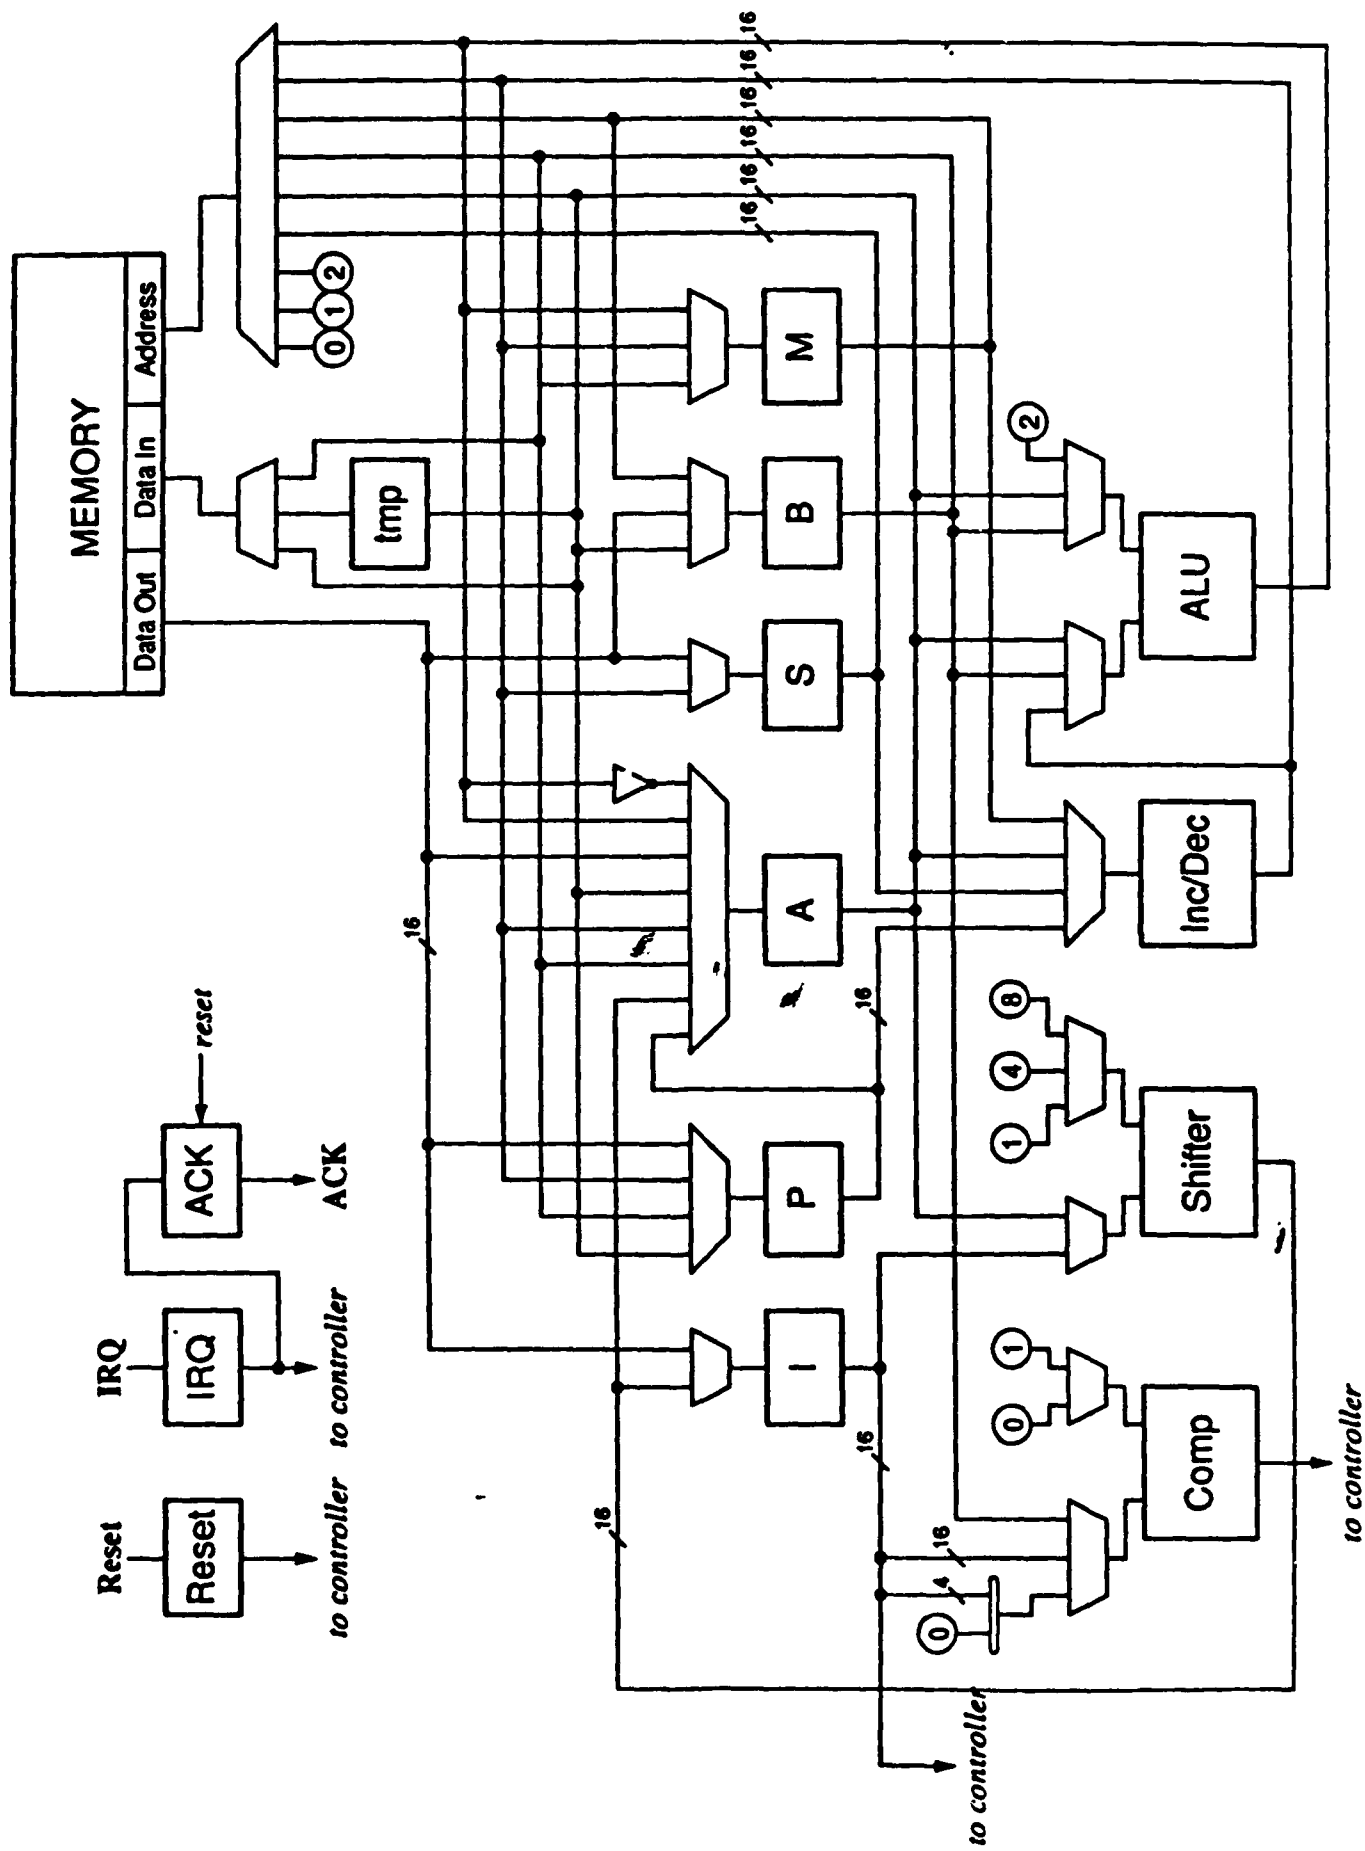 MEMORY
Reset
IRQ
Data Out
Data In
Address
Reset
IRQ
ACK
reset
to controller
to controller
ACK
0
1
2
tmp
16
16
16
16
16
16
16
16
I
P
A
S
B
M
16
16
0
4
16
to controller
0
1
1
4
8
2
Comp
Shifter
Inc/Dec
ALU
to controller